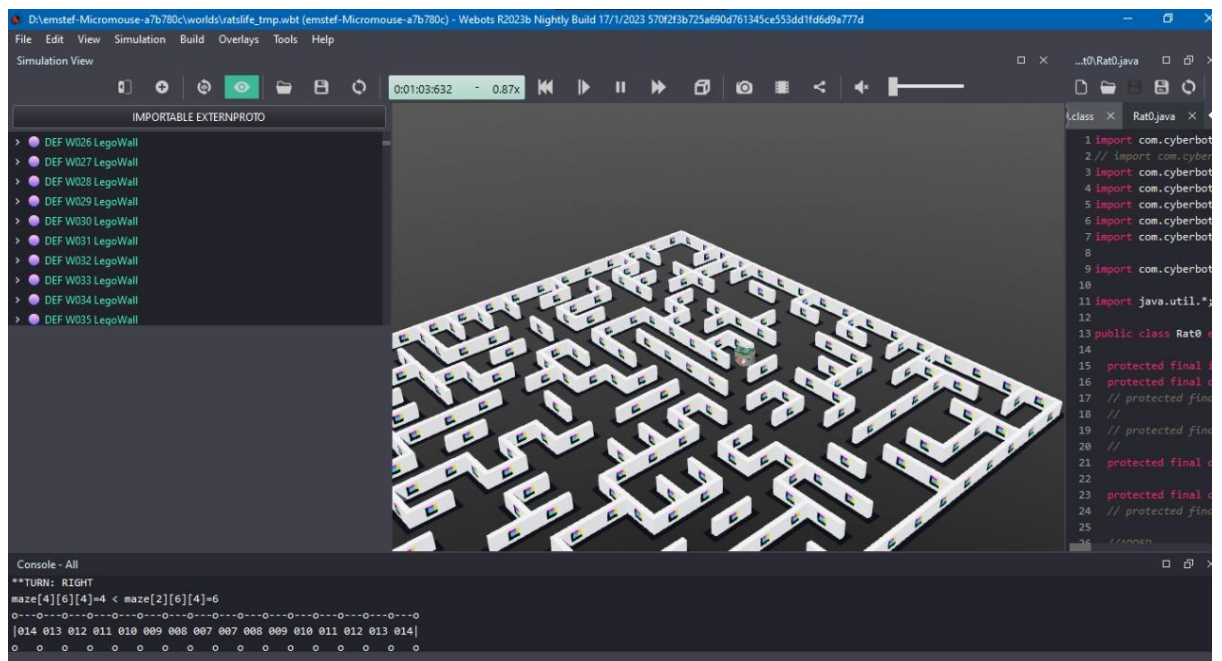 D:\emstef-Micromouse-a7b780c\worlds\ratslife_tmp.wbt (emstef-Micromouse-a7b780c) - Webots R2023b Nightly Build 17/1/2023 570f2f3b725a690d761345ce553dd1fd6d9a777d
File Edit View Simulation Build Overlays Tools Help
Simulation View
...t0\Rat0.java
0:01:03:632 - 0.87x
IMPORTABLE EXTERNPROTO
.class Rat0.java
DEF W026 LegoWall
DEF W027 LegoWall
DEF W028 LegoWall
DEF W029 LegoWall
DEF W030 LegoWall
DEF W031 LegoWall
DEF W032 LegoWall
DEF W033 LegoWall
DEF W034 LegoWall
DEF W035 LegoWall
1 import com.cyberbot
2 // import com.cyber
3 import com.cyberbot
4 import com.cyberbot
5 import com.cyberbot
6 import com.cyberbot
7 import com.cyberbot
8
9 import com.cyberbot
10
11 import java.util.*;
12
13 public class Rat0 e
14
15 protected final i
16 protected final c
17 // protected fina
18 //
19 // protected fina
20 //
21 protected final c
22
23 protected final c
24 // protected fina
25
26 //ADDED
Console - All
**TURN: RIGHT
maze[4][6][4]=4 < maze[2][6][4]=6
o---o---o---o---o---o---o---o---o---o---o---o---o---o---o---o---o
|014 013 012 011 010 009 008 007 007 008 009 010 011 012 013 014|
o o o o o o o o o o o o o o o o o